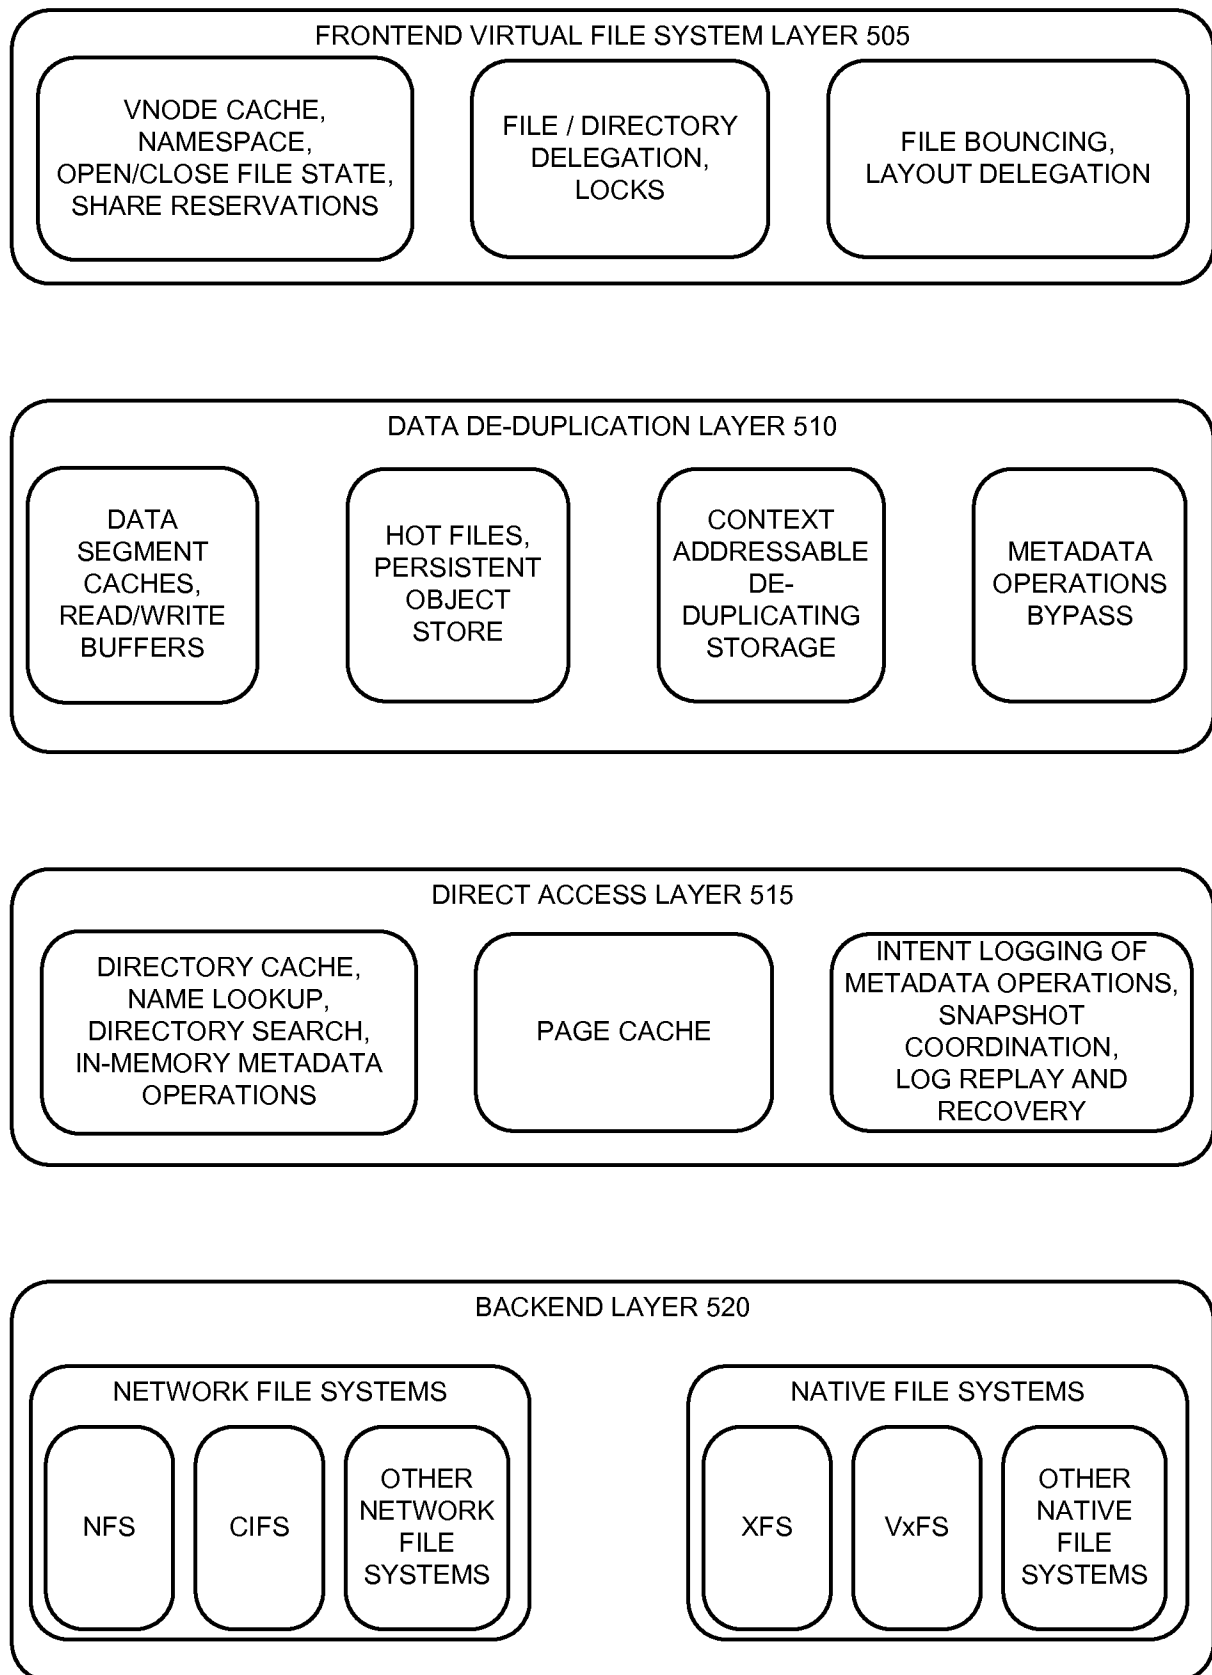 FRONTEND VIRTUAL FILE SYSTEM LAYER 505
VNODE CACHE,
NAMESPACE,
OPEN/CLOSE FILE STATE,
SHARE RESERVATIONS
FILE / DIRECTORY
DELEGATION,
LOCKS
FILE BOUNCING,
LAYOUT DELEGATION
DATA DE-DUPLICATION LAYER 510
DATA
SEGMENT
CACHES,
READ/WRITE
BUFFERS
HOT FILES,
PERSISTENT
OBJECT
STORE
CONTEXT
ADDRESSABLE
DE-
DUPLICATING
STORAGE
METADATA
OPERATIONS
BYPASS
DIRECT ACCESS LAYER 515
DIRECTORY CACHE,
NAME LOOKUP,
DIRECTORY SEARCH,
IN-MEMORY METADATA
OPERATIONS
PAGE CACHE
INTENT LOGGING OF
METADATA OPERATIONS,
SNAPSHOT
COORDINATION,
LOG REPLAY AND
RECOVERY
BACKEND LAYER 520
NETWORK FILE SYSTEMS
NFS
CIFS
OTHER
NETWORK
FILE
SYSTEMS
NATIVE FILE SYSTEMS
XFS
VxFS
OTHER
NATIVE
FILE
SYSTEMS